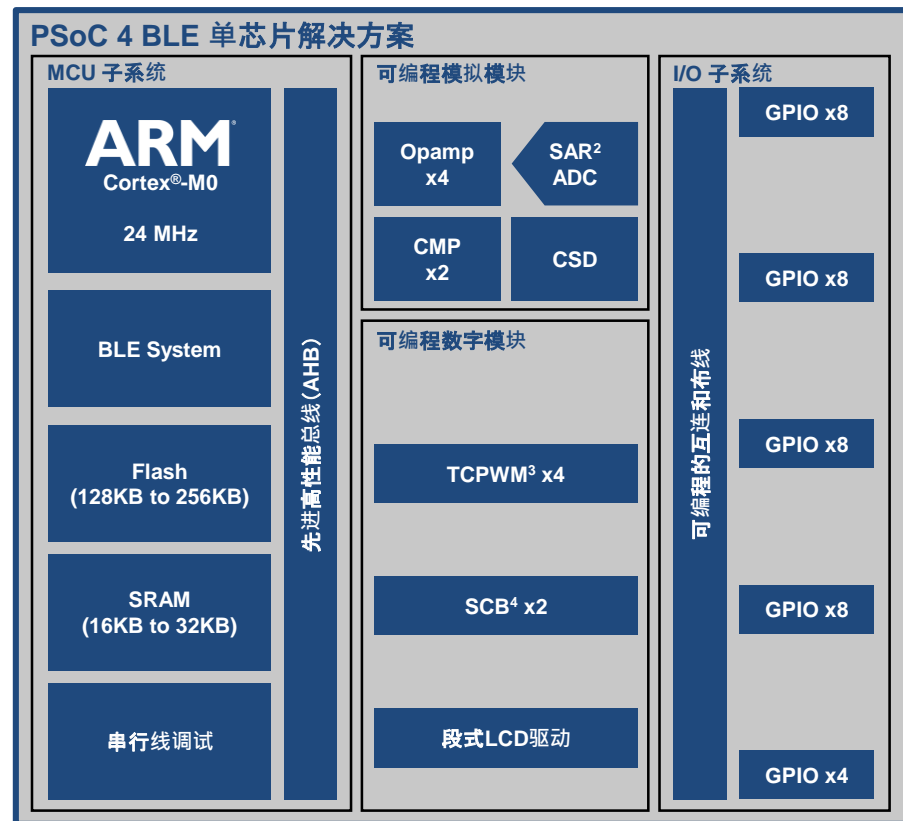 PSoC 4 BLE 单芯片解决方案
MCU 子系统
ARM®
Cortex®-M0
24 MHz
BLE System
Flash
(128KB to 256KB)
SRAM
(16KB to 32KB)
串行线调试
先进高性能总线(AHB)
可编程模拟模块
Opamp
x4
SAR²
ADC
CMP
x2
CSD
可编程数字模块
TCPWM³ x4
SCB⁴ x2
段式LCD驱动
I/O 子系统
可编程的互连和布线
GPIO x8
GPIO x8
GPIO x8
GPIO x8
GPIO x4